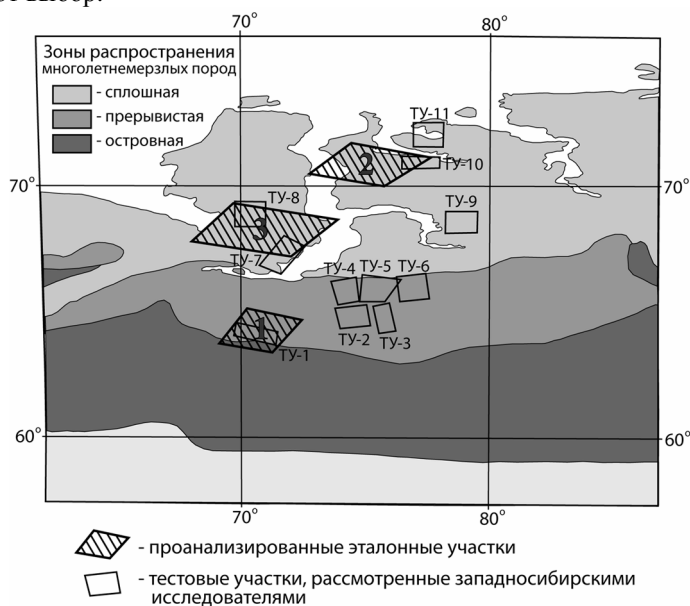 70°
80°
Зоны распространения
многолетнемерзлых пород
- сплошная
- прерывистая
- островная
ТУ-11
2
ТУ-10
70°
70°
ТУ-8
ТУ-9
3
ТУ-7
ТУ-4
ТУ-5
ТУ-6
1
ТУ-2
ТУ-3
ТУ-1
60°
60°
70°
80°
- проанализированные эталонные участки
- тестовые участки, рассмотренные западносибирскими
исследователями